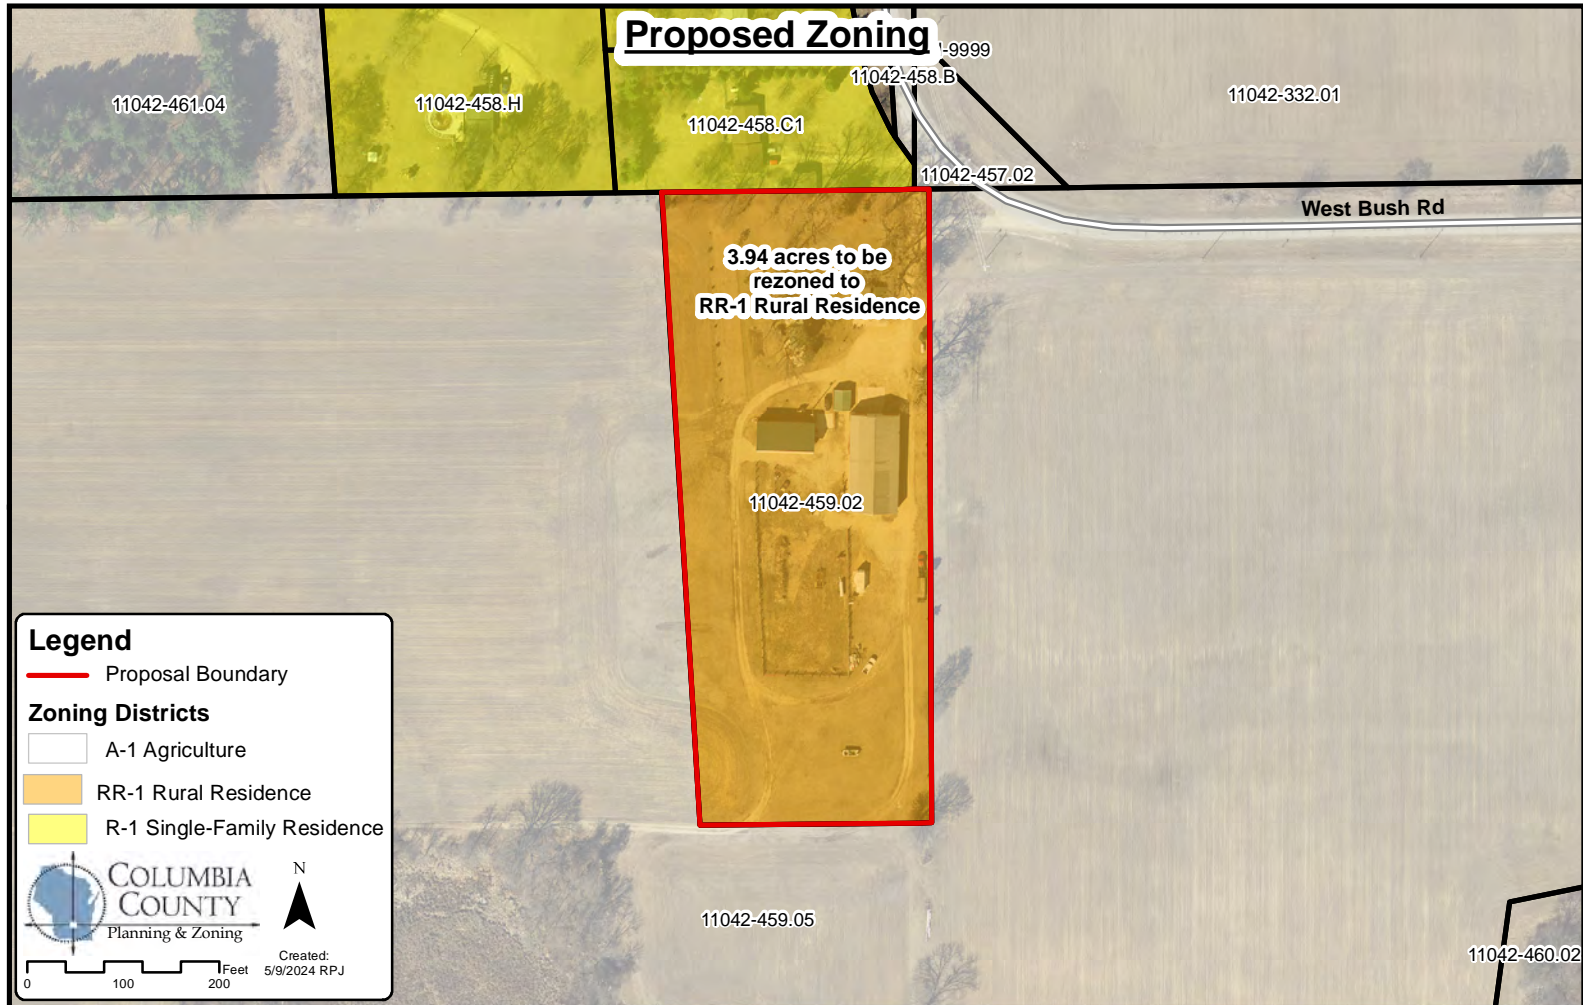 Proposed Zoning
-9999
11042-458.B
11042-461.04
11042-458.H
11042-458.C1
11042-332.01
11042-457.02
West Bush Rd
3.94 acres to be
rezoned to
RR-1 Rural Residence
11042-459.02
11042-459.05
11042-460.02
Legend
Proposal Boundary
Zoning Districts
A-1 Agriculture
RR-1 Rural Residence
R-1 Single-Family Residence
COLUMBIA
COUNTY
Planning & Zoning
N
Created:
5/9/2024 RPJ
Feet
0 100 200